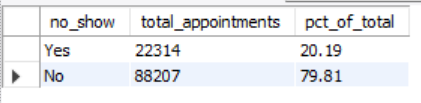 no_show total_appointments pct_of_total
Yes 22314 20.19
No 88207 79.81